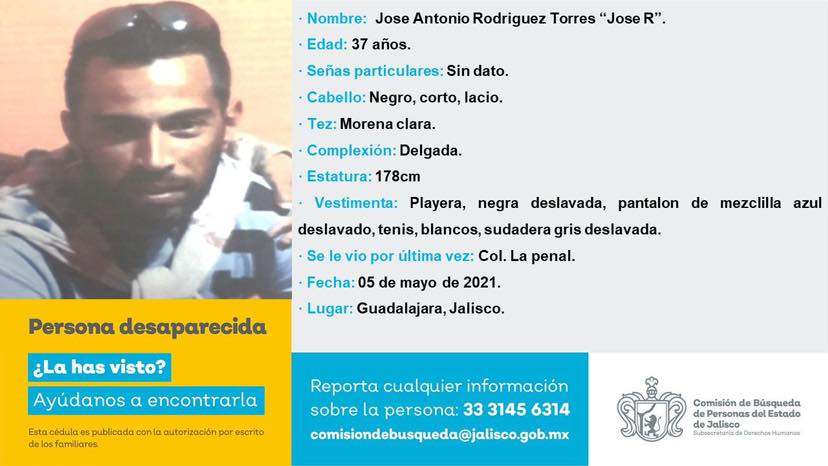 · Nombre: Jose Antonio Rodriguez Torres “Jose R”.
· Edad: 37 años.
· Señas particulares: Sin dato.
· Cabello: Negro, corto, lacio.
· Tez: Morena clara.
· Complexión: Delgada.
· Estatura: 178cm
· Vestimenta: Playera, negra deslavada, pantalon de mezclilla azul
deslavado, tenis, blancos, sudadera gris deslavada.
· Se le vio por última vez: Col. La penal.
· Fecha: 05 de mayo de 2021.
· Lugar: Guadalajara, Jalisco.
Persona desaparecida
¿La has visto?
Ayúdanos a encontrarla
Esta cédula es publicada con la autorización por escrito
de los familiares.
Reporta cualquier información
sobre la persona: 33 3145 6314
comisiondebusqueda@jalisco.gob.mx
Comisión de Búsqueda
de Personas del Estado
de Jalisco
Subsecretaría de Derechos Humanos